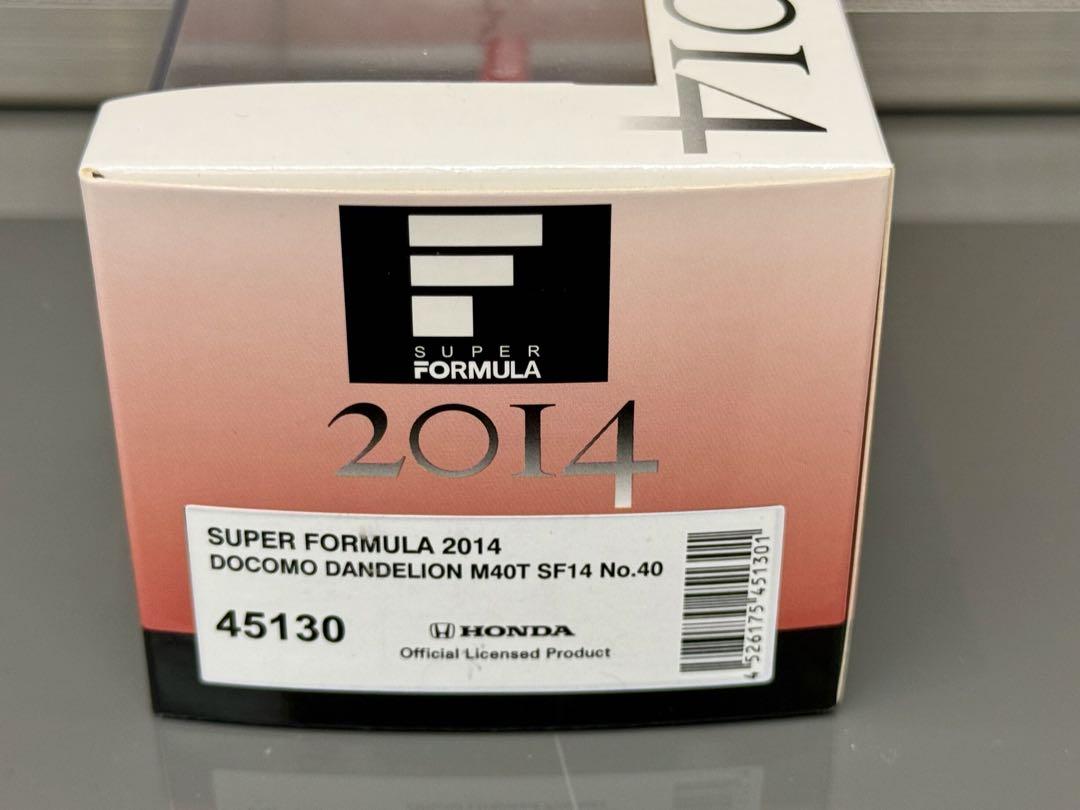 014
SUPER
FORMULA
2014
SUPER FORMULA 2014
DOCOMO DANDELION M40T SF14 No.40
45130
HONDA
Official Licensed Product
4 526175 451301